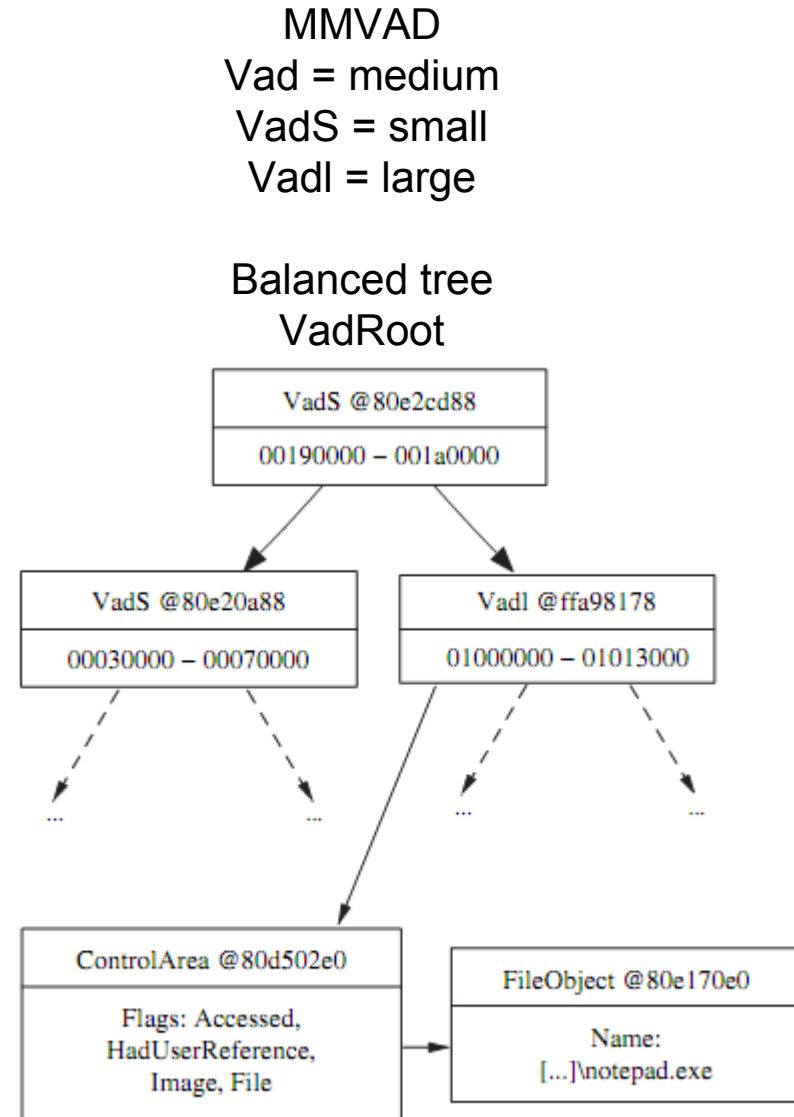 MMVAD
Vad = medium
VadS = small
Vadl = large
Balanced tree
VadRoot
VadS @80e2cd88
00190000 – 001a0000
VadS @80e20a88
Vadl @ffa98178
00030000 – 00070000
01000000 – 01013000
...
...
...
...
ControlArea @80d502e0
Flags: Accessed,
HadUserReference,
Image, File
FileObject @80e170e0
Name:
[...]\notepad.exe